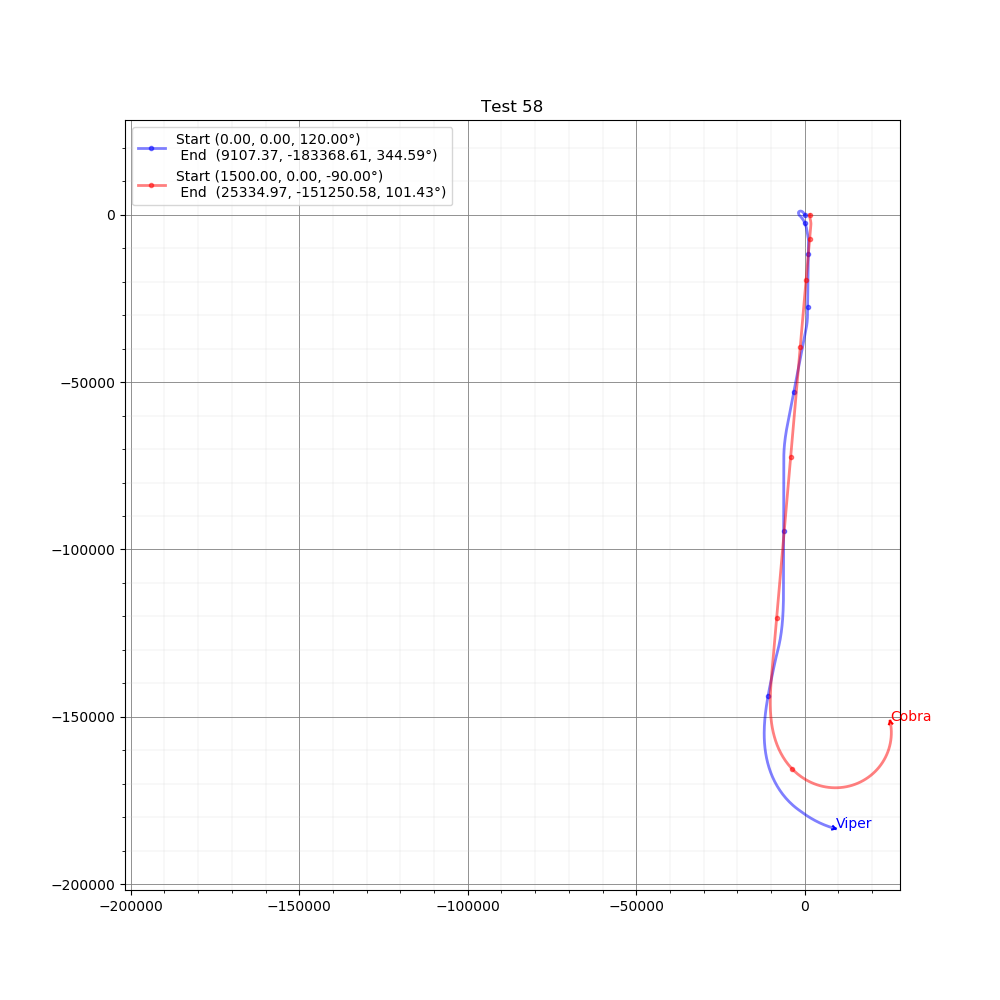 Test 58
Start (0.00, 0.00, 120.00°)
End (9107.37, -183368.61, 344.59°)
Start (1500.00, 0.00, -90.00°)
End (25334.97, -151250.58, 101.43°)
0
−50000
−100000
−150000
−200000
Cobra
Viper
−200000 −150000 −100000 −50000 0